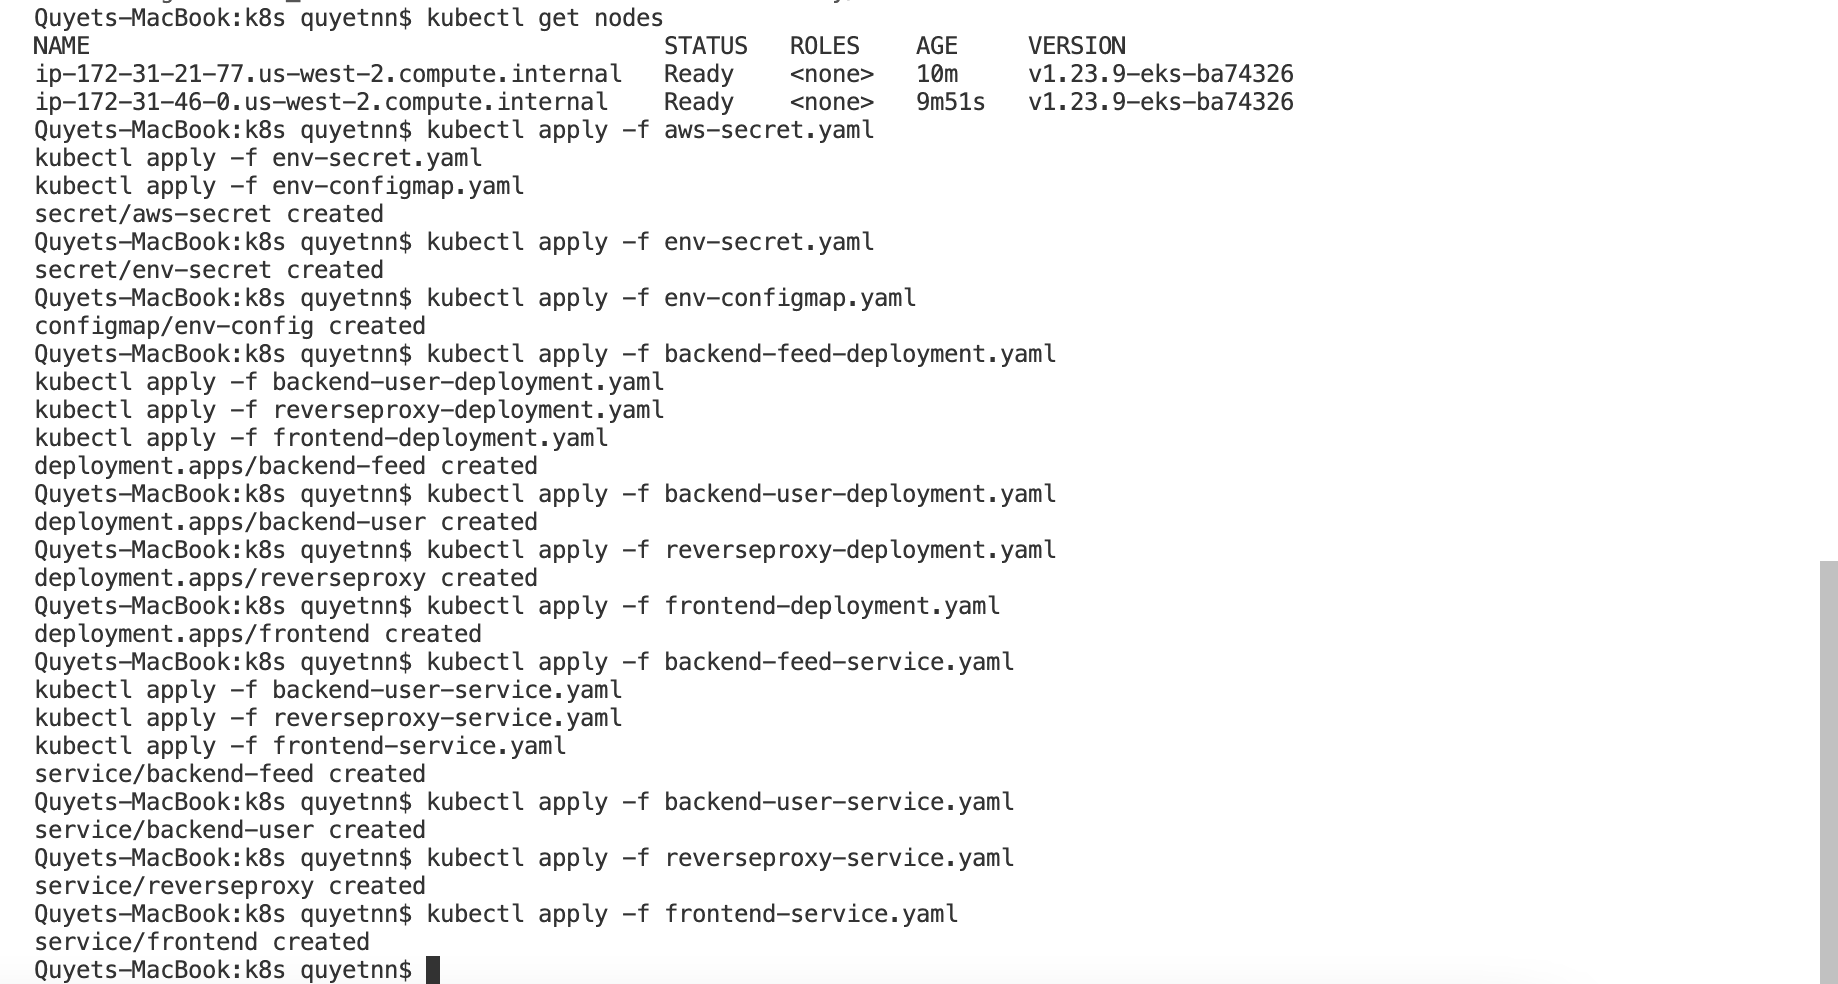 Quyets-MacBook:k8s quyetnn$ kubectl get nodes
NAME STATUS ROLES AGE VERSION
ip-172-31-21-77.us-west-2.compute.internal Ready <none> 10m v1.23.9-eks-ba74326
ip-172-31-46-0.us-west-2.compute.internal Ready <none> 9m51s v1.23.9-eks-ba74326
Quyets-MacBook:k8s quyetnn$ kubectl apply -f aws-secret.yaml
kubectl apply -f env-secret.yaml
kubectl apply -f env-configmap.yaml
secret/aws-secret created
Quyets-MacBook:k8s quyetnn$ kubectl apply -f env-secret.yaml
secret/env-secret created
Quyets-MacBook:k8s quyetnn$ kubectl apply -f env-configmap.yaml
configmap/env-config created
Quyets-MacBook:k8s quyetnn$ kubectl apply -f backend-feed-deployment.yaml
kubectl apply -f backend-user-deployment.yaml
kubectl apply -f reverseproxy-deployment.yaml
kubectl apply -f frontend-deployment.yaml
deployment.apps/backend-feed created
Quyets-MacBook:k8s quyetnn$ kubectl apply -f backend-user-deployment.yaml
deployment.apps/backend-user created
Quyets-MacBook:k8s quyetnn$ kubectl apply -f reverseproxy-deployment.yaml
deployment.apps/reverseproxy created
Quyets-MacBook:k8s quyetnn$ kubectl apply -f frontend-deployment.yaml
deployment.apps/frontend created
Quyets-MacBook:k8s quyetnn$ kubectl apply -f backend-feed-service.yaml
kubectl apply -f backend-user-service.yaml
kubectl apply -f reverseproxy-service.yaml
kubectl apply -f frontend-service.yaml
service/backend-feed created
Quyets-MacBook:k8s quyetnn$ kubectl apply -f backend-user-service.yaml
service/backend-user created
Quyets-MacBook:k8s quyetnn$ kubectl apply -f reverseproxy-service.yaml
service/reverseproxy created
Quyets-MacBook:k8s quyetnn$ kubectl apply -f frontend-service.yaml
service/frontend created
Quyets-MacBook:k8s quyetnn$